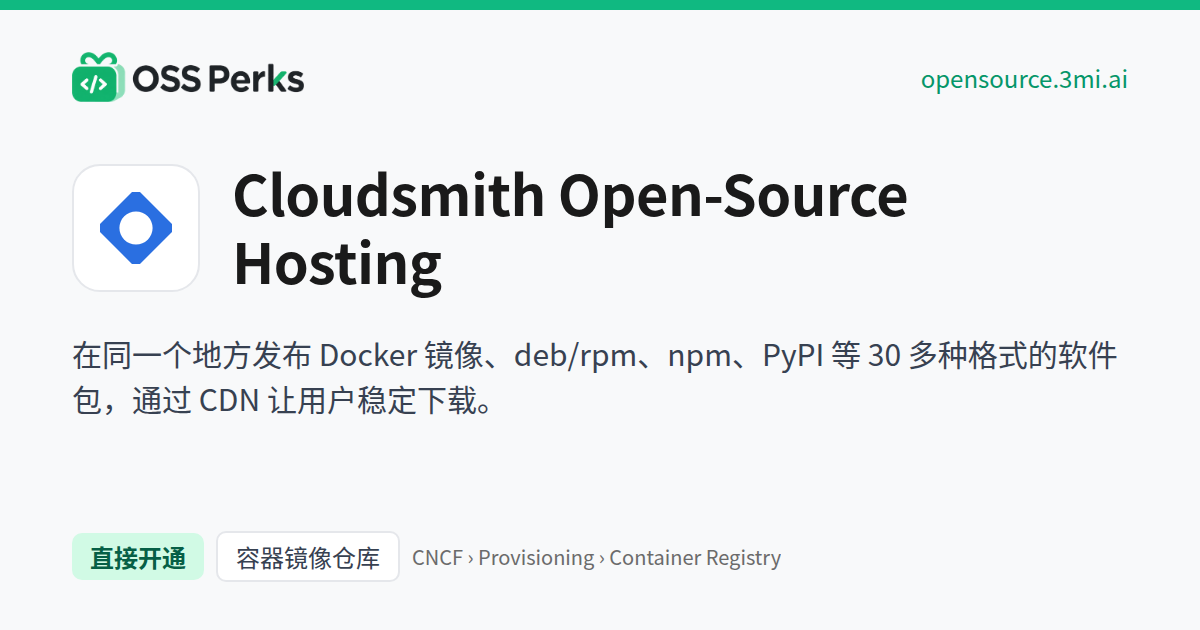 OSS Perks
opensource.3mi.ai
Cloudsmith Open-Source
Hosting
在同一个地方发布 Docker 镜像、deb/rpm、npm、PyPI 等 30 多种格式的软件
包，通过 CDN 让用户稳定下载。
直接开通
容器镜像仓库
CNCF › Provisioning › Container Registry